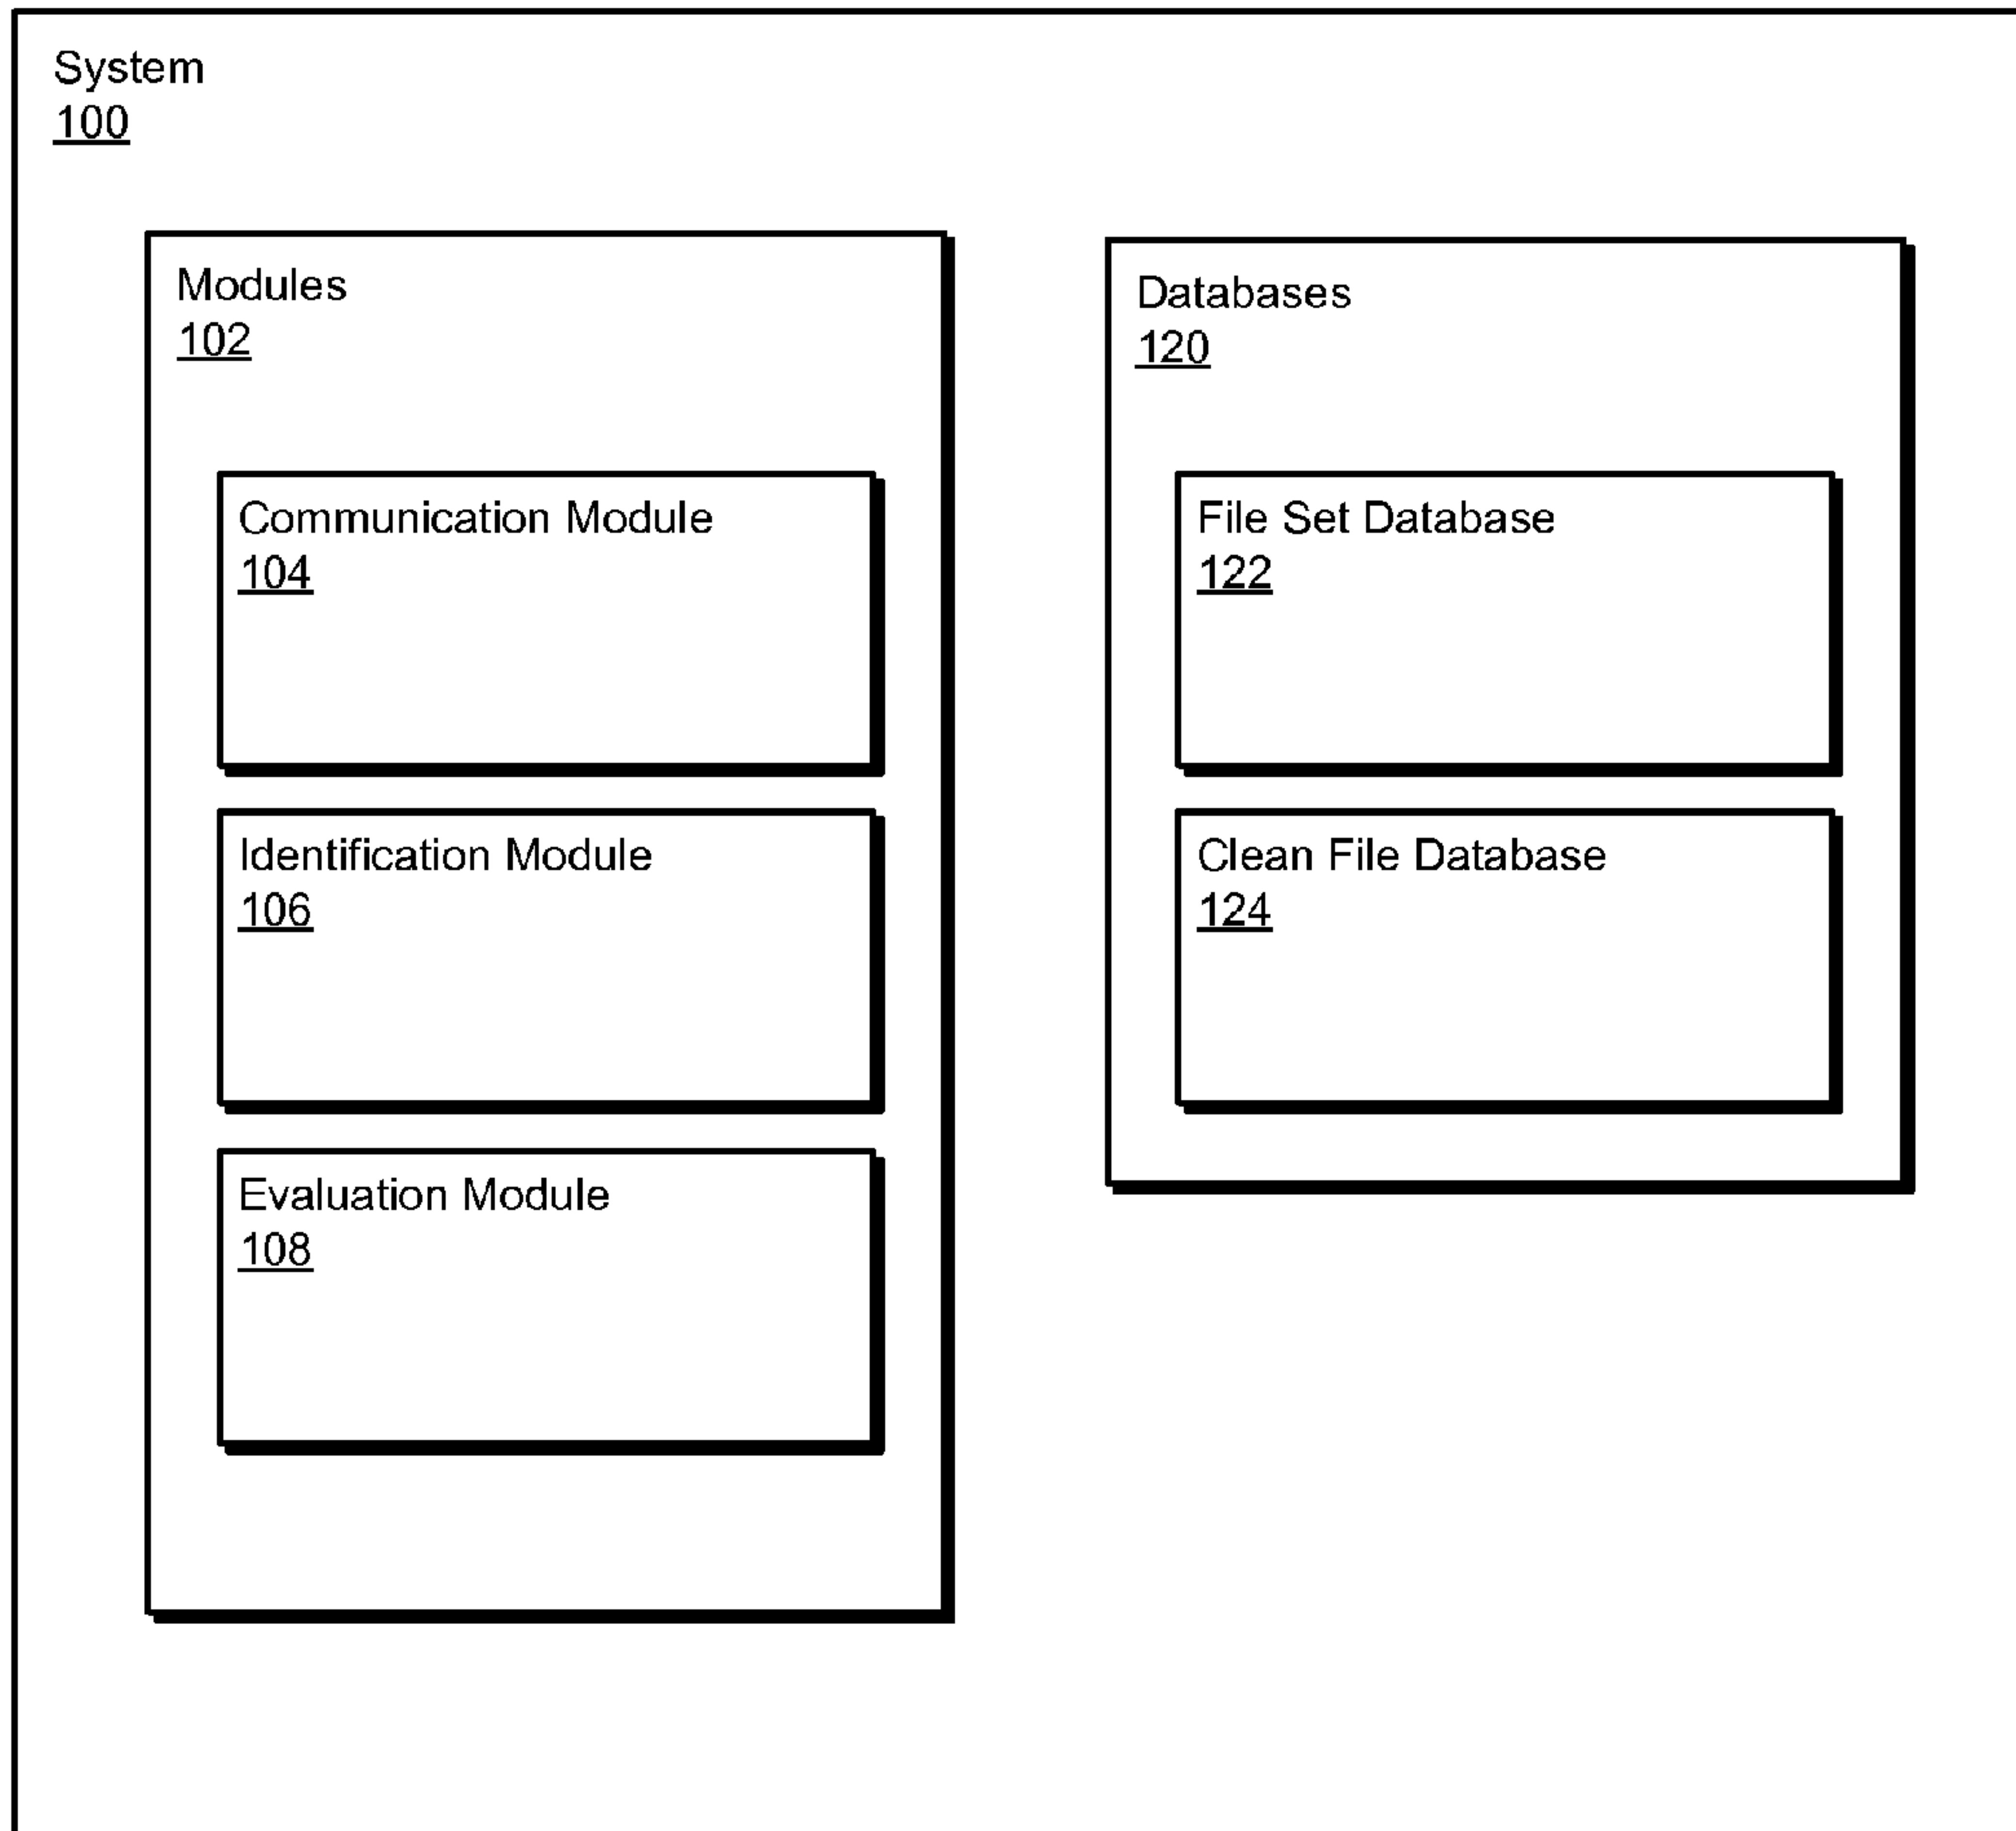 System
100
Modules
102
Communication Module
104
Identification Module
106
Evaluation Module
108
Databases
120
File Set Database
122
Clean File Database
124